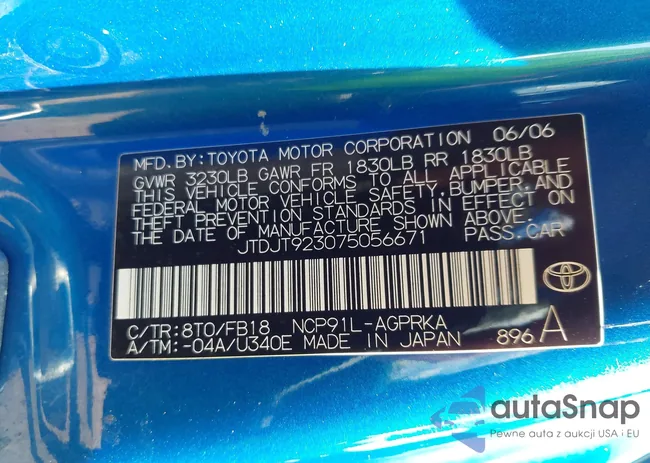 MFD. BY: TOYOTA MOTOR CORPORATION 06/06
GVWR 3230LB GAWR FR 1830LB RR 1830LB
THIS VEHICLE CONFORMS TO ALL APPLICABLE
FEDERAL MOTOR VEHICLE SAFETY, BUMPER, AND
THEFT PREVENTION STANDARDS IN EFFECT ON
THE DATE OF MANUFACTURE SHOWN ABOVE.
JTDJT923075056671 PASS.CAR
C/TR: 8T0/FB18 NCP91L-AGPRKA
A/TM: -04A/U340E MADE IN JAPAN 896 A
autaSnap
Pewne auta z aukcji USA i EU